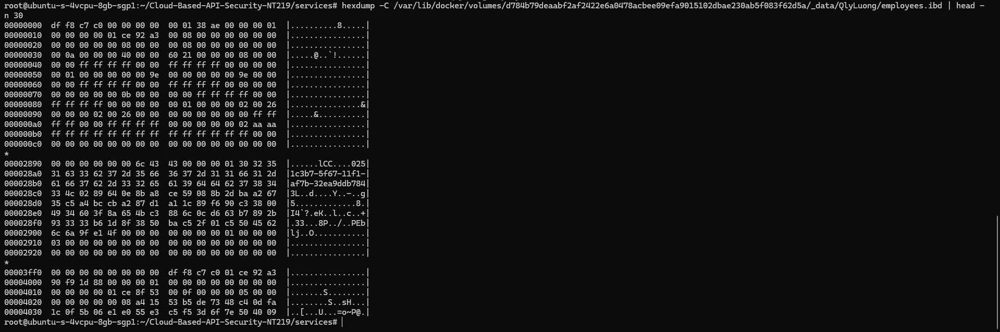 root@ubuntu-s-4vcpu-8gb-sgp1:~/Cloud-Based-API-Security-NT219/services# hexdump -C /var/lib/docker/volumes/d784b79deaabf2af2422e6a0478acbee09efa9015102dbae230ab5f083f62d5a/_data/QlyLuong/employees.ibd | head -
n 30
00000000  df f8 c7 c0 00 00 00 00  00 01 38 ae 00 00 00 01  |..........8.....|
00000010  00 00 00 00 01 ce 92 a3  00 08 00 00 00 00 00 00  |................|
00000020  00 00 00 00 00 08 00 00  00 08 00 00 00 00 00 00  |................|
00000030  00 0a 00 00 00 40 00 00  60 21 00 00 00 08 00 00  |.....@..`!......|
00000040  00 00 ff ff ff ff 00 00  ff ff ff ff 00 00 00 00  |................|
00000050  00 01 00 00 00 00 00 9e  00 00 00 00 00 9e 00 00  |................|
00000060  00 00 ff ff ff ff 00 00  ff ff ff ff 00 00 00 00  |................|
00000070  00 00 00 00 00 0b 00 00  00 00 ff ff ff ff 00 00  |................|
00000080  ff ff ff ff 00 00 00 00  00 01 00 00 00 02 00 26  |...............&|
00000090  00 00 00 02 00 26 00 00  00 00 00 00 00 00 ff ff  |.....&..........|
000000a0  ff ff 00 00 ff ff ff ff  00 00 00 00 00 02 aa aa  |................|
000000b0  ff ff ff ff ff ff ff ff  ff ff ff ff ff ff 00 00  |................|
000000c0  00 00 00 00 00 00 00 00  00 00 00 00 00 00 00 00  |................|
*
00002890  00 00 00 00 00 00 6c 43  43 00 00 00 01 30 32 35  |......lCC....025|
000028a0  31 63 33 62 37 2d 35 66  36 37 2d 31 31 66 31 2d  |1c3b7-5f67-11f1-|
000028b0  61 66 37 62 2d 33 32 65  61 39 64 64 62 37 38 34  |af7b-32ea9ddb784|
000028c0  33 4c 02 89 64 0e 8b a8  ce 59 08 8b 2d ba a2 67  |3L..d....Y..-..g|
000028d0  35 c5 a4 bc cb a2 87 d1  a1 1c 89 f6 90 c3 38 00  |5.............8.|
000028e0  49 34 60 3f 8a 65 4b c3  88 6c 0c d6 63 b7 89 2b  |I4`?.eK..l..c..+|
000028f0  93 33 33 b6 1d 8f 38 50  ba c5 2f 01 c5 50 45 62  |.33...8P../..PEb|
00002900  6c 6a 9f e1 4f 00 00 00  00 00 00 00 01 00 00 00  |lj..O...........|
00002910  03 00 00 00 00 00 00 00  00 00 00 00 00 00 00 00  |................|
00002920  00 00 00 00 00 00 00 00  00 00 00 00 00 00 00 00  |................|
*
00003ff0  00 00 00 00 00 00 00 00  df f8 c7 c0 01 ce 92 a3  |................|
00004000  90 f9 1d 88 00 00 00 01  00 00 00 00 00 00 00 00  |................|
00004010  00 00 00 00 01 ce 8f 53  00 0f 00 00 00 05 00 00  |.......S........|
00004020  00 00 00 00 00 08 a4 15  53 b5 de 73 48 c4 0d fa  |........S..sH...|
00004030  1c 0f 5b 06 e1 e0 55 e3  c5 f5 3d 6f 7e 50 40 09  |..[...U...=o~P@.|
root@ubuntu-s-4vcpu-8gb-sgp1:~/Cloud-Based-API-Security-NT219/services#